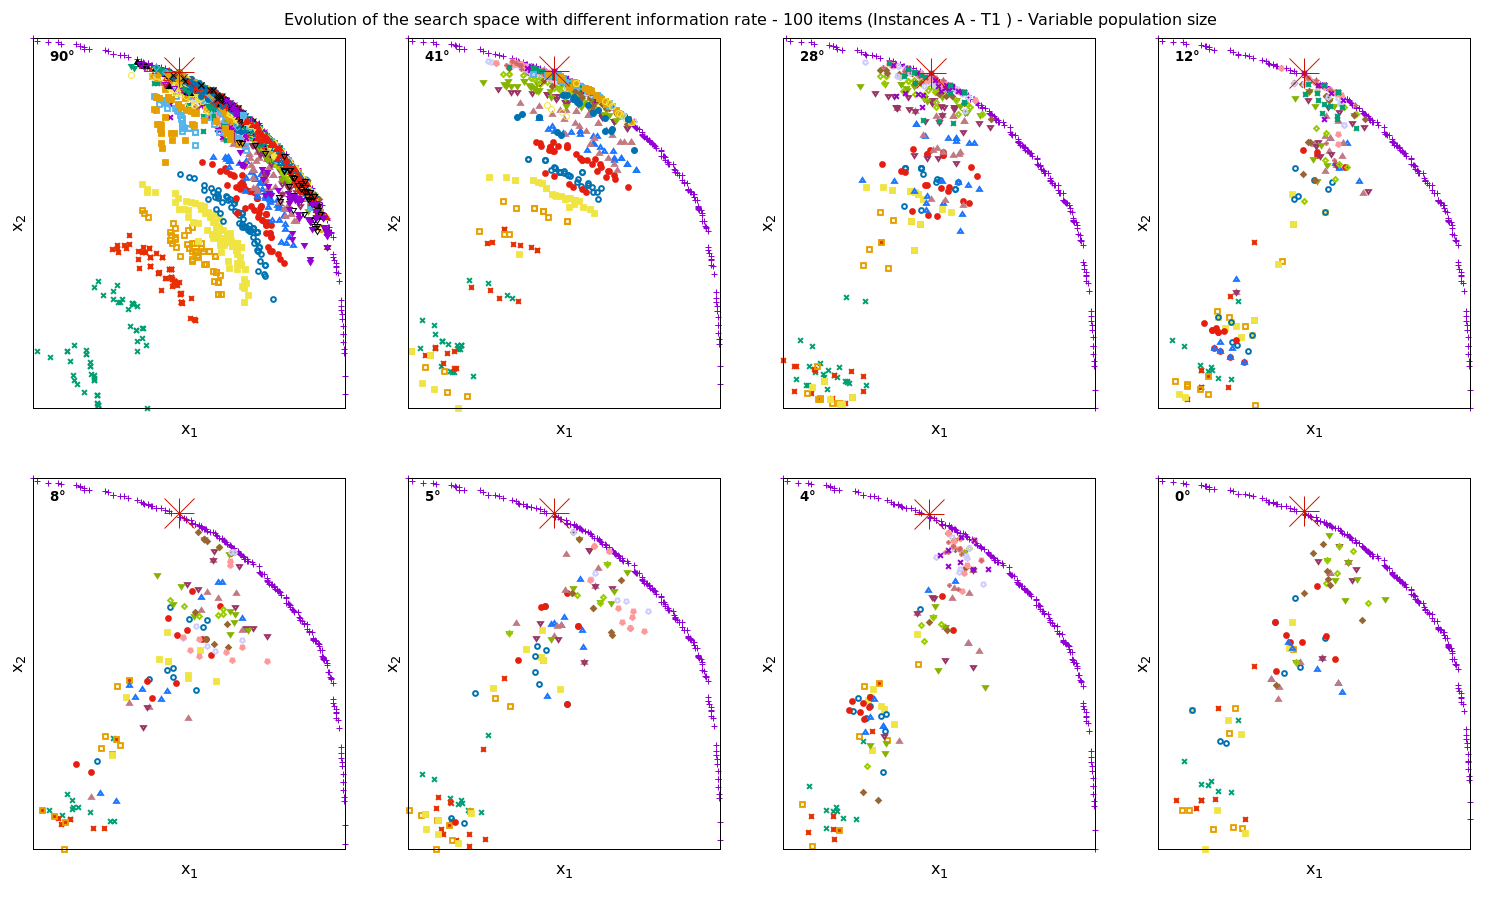 Evolution of the search space with different information rate - 100 items (Instances A - T1 ) - Variable population size
90°
41°
28°
12°
x2
x2
x2
x2
x1
x1
x1
x1
8°
5°
4°
0°
x2
x2
x2
x2
x1
x1
x1
x1